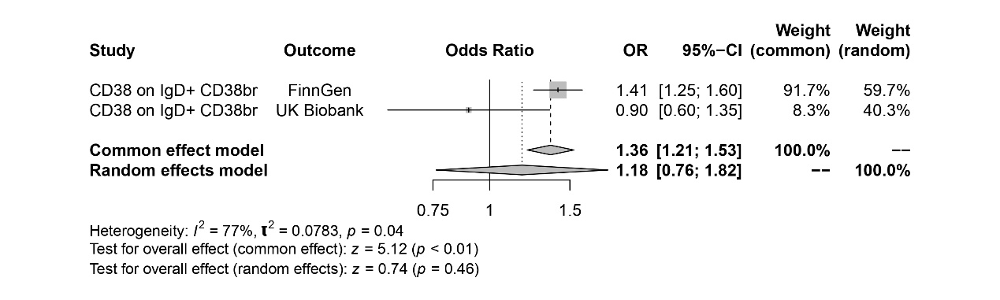 Weight Weight
Study Outcome Odds Ratio OR 95%−CI (common) (random)
CD38 on IgD+ CD38br FinnGen 1.41 [1.25; 1.60] 91.7% 59.7%
CD38 on IgD+ CD38br UK Biobank 0.90 [0.60; 1.35] 8.3% 40.3%
Common effect model 1.36 [1.21; 1.53] 100.0% −−
Random effects model 1.18 [0.76; 1.82] −− 100.0%
0.75 1 1.5
Heterogeneity: I² = 77%, τ² = 0.0783, p = 0.04
Test for overall effect (common effect): z = 5.12 (p < 0.01)
Test for overall effect (random effects): z = 0.74 (p = 0.46)